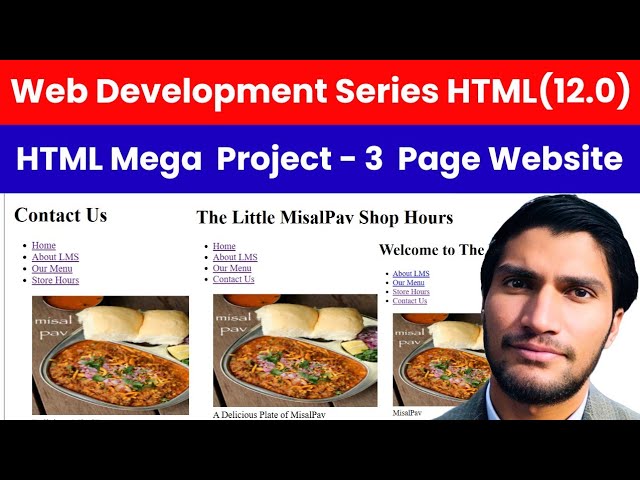 Web Development Series HTML(12.0)
HTML Mega Project - 3 Page Website
Contact Us
Home
About LMS
Our Menu
Store Hours
misal
pav
The Little MisalPav Shop Hours
Home
About LMS
Our Menu
Contact Us
misal
pav
A Delicious Plate of MisalPav
Welcome to The
About LMS
Our Menu
Store Hours
Contact Us
misal
pav
MisalPav